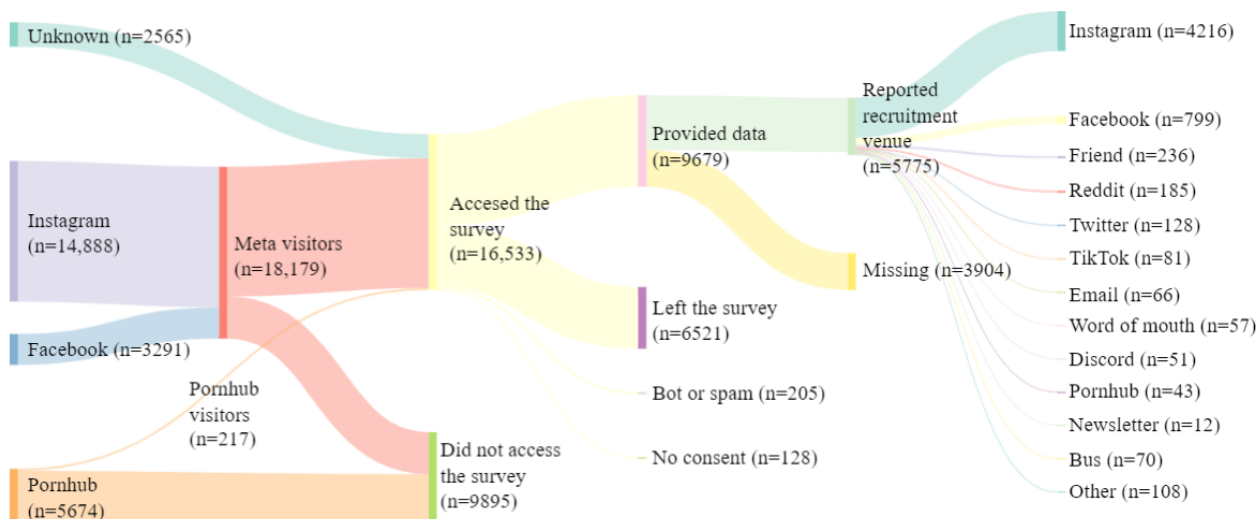 Unknown (n=2565)
Instagram
(n=14,888)
Facebook (n=3291)
Pornhub
(n=5674)
Meta visitors
(n=18,179)
Pornhub
visitors
(n=217)
Accesed the
survey
(n=16,533)
Did not access
the survey
(n=9895)
Provided data
(n=9679)
Left the survey
(n=6521)
Bot or spam (n=205)
No consent (n=128)
Reported
recruitment
venue
(n=5775)
Missing (n=3904)
Instagram (n=4216)
Facebook (n=799)
Friend (n=236)
Reddit (n=185)
Twitter (n=128)
TikTok (n=81)
Email (n=66)
Word of mouth (n=57)
Discord (n=51)
Pornhub (n=43)
Newsletter (n=12)
Bus (n=70)
Other (n=108)